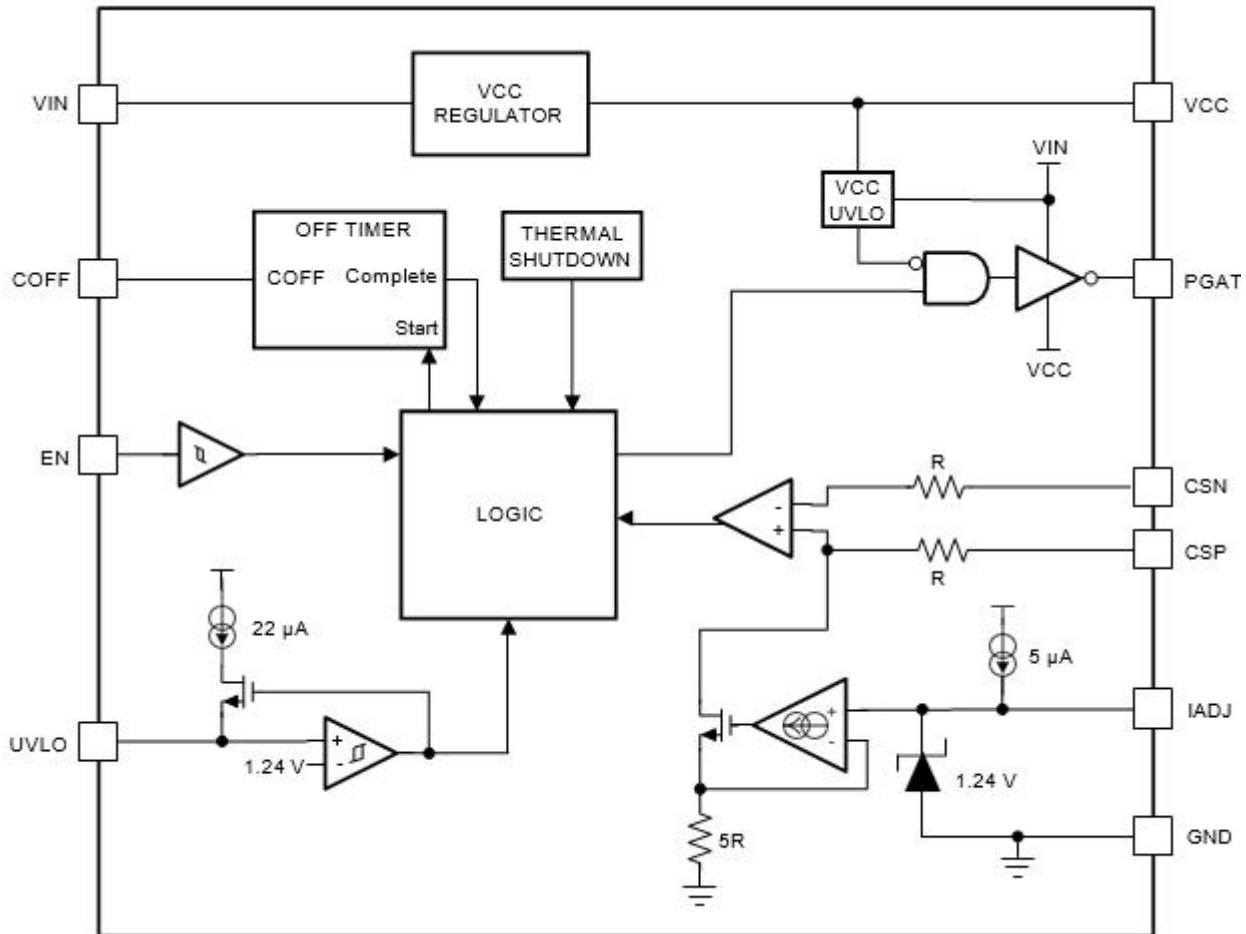 VIN
VCC
REGULATOR
VCC
VIN
VCC
UVLO
OFF TIMER
COFF
COFF
Complete
Start
THERMAL
SHUTDOWN
PGAT
VCC
EN
LOGIC
-
+
R
CSN
R
CSP
22 µA
5 µA
UVLO
+
1.24 V
-
+
-
IADJ
1.24 V
5R
GND